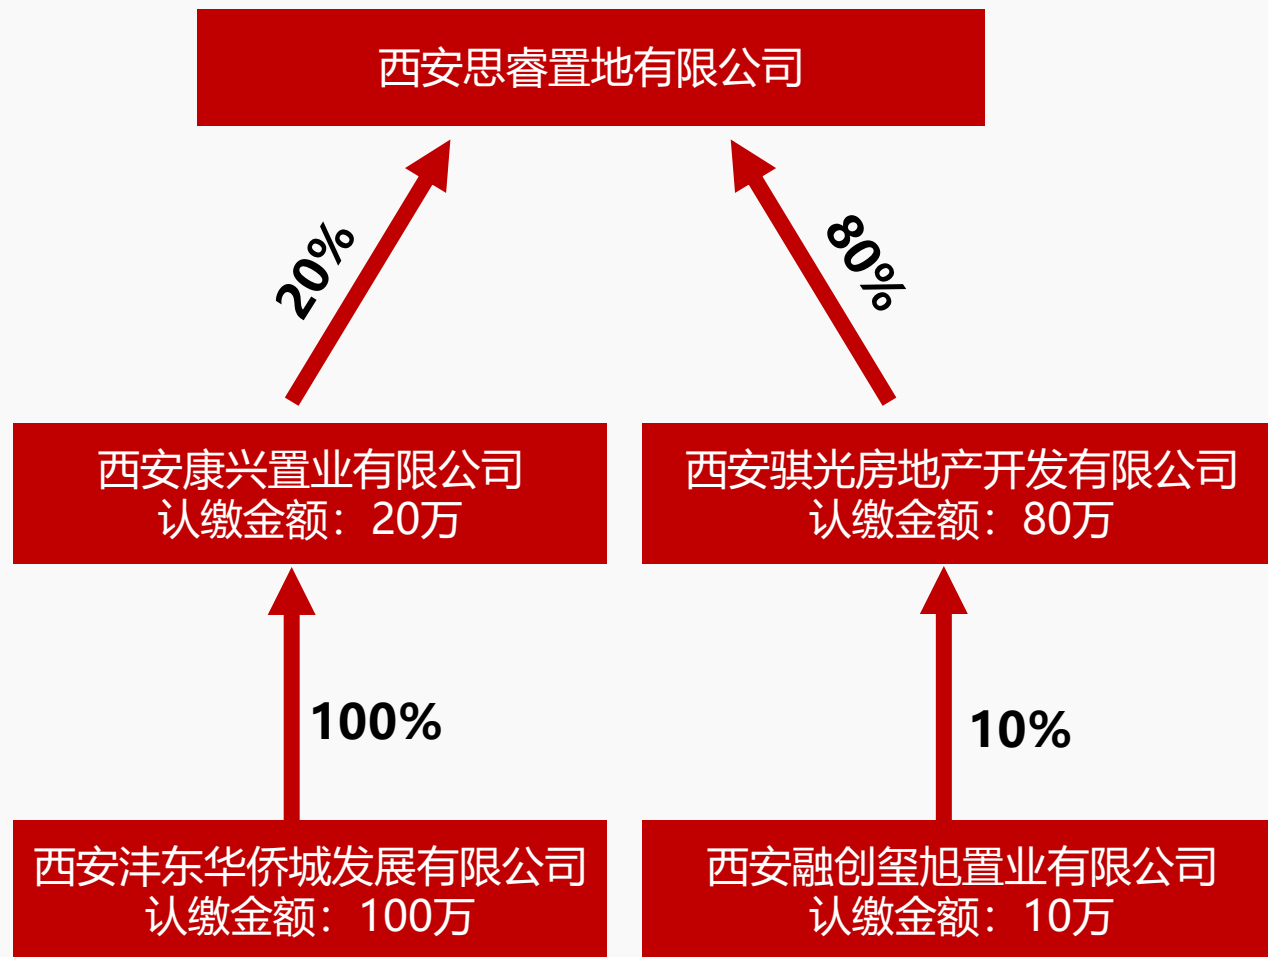 西安思睿置地有限公司
20%
80%
西安康兴置业有限公司
认缴金额：20万
西安骐光房地产开发有限公司
认缴金额：80万
100%
10%
西安沣东华侨城发展有限公司
认缴金额：100万
西安融创玺旭置业有限公司
认缴金额：10万